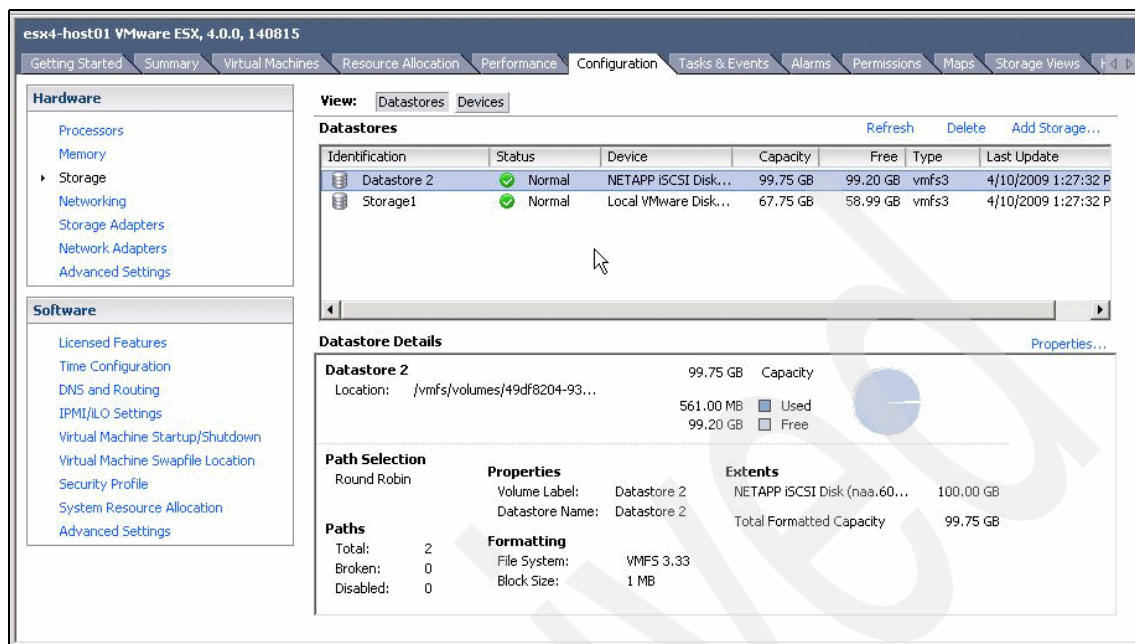 esx4-host01 VMware ESX, 4.0.0, 140815
Getting Started Summary Virtual Machines Resource Allocation Performance Configuration Tasks & Events Alarms Permissions Maps Storage Views
Hardware
Processors
Memory
Storage
Networking
Storage Adapters
Network Adapters
Advanced Settings
Software
Licensed Features
Time Configuration
DNS and Routing
IPMI/iLO Settings
Virtual Machine Startup/Shutdown
Virtual Machine Swapfile Location
Security Profile
System Resource Allocation
Advanced Settings
View: Datastores Devices
Datastores Refresh Delete Add Storage...
Identification Status Device Capacity Free Type Last Update
Datastore 2 Normal NETAPP iSCSI Disk... 99.75 GB 99.20 GB vmfs3 4/10/2009 1:27:32 P
Storage1 Normal Local VMware Disk... 67.75 GB 58.99 GB vmfs3 4/10/2009 1:27:32 P
Datastore Details Properties...
Datastore 2 99.75 GB Capacity
Location: /vmfs/volumes/49df8204-93...
561.00 MB Used
99.20 GB Free
Path Selection
Round Robin
Paths
Total: 2
Broken: 0
Disabled: 0
Properties
Volume Label: Datastore 2
Datastore Name: Datastore 2
Formatting
File System: VMFS 3.33
Block Size: 1 MB
Extents
NETAPP iSCSI Disk (naa.60... 100.00 GB
Total Formatted Capacity 99.75 GB